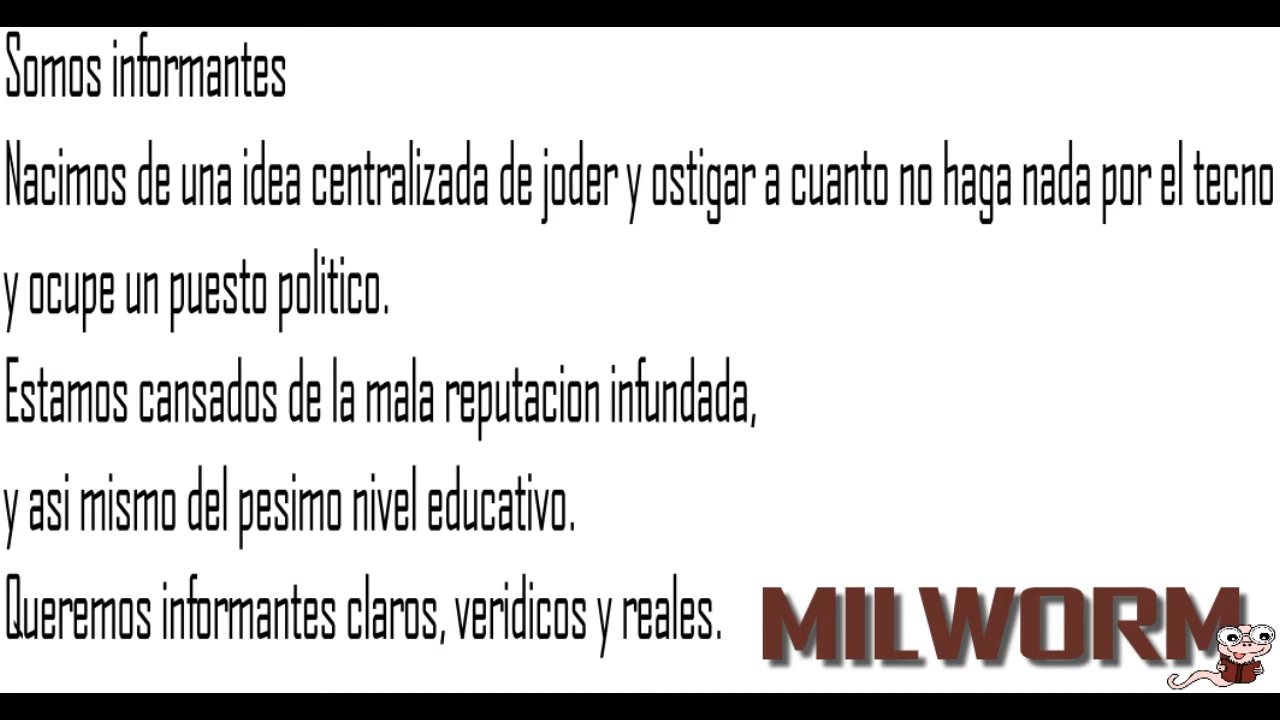 Somos informantes
Nacimos de una idea centralizada de joder y ostigar a cuanto no haga nada por el tecno
y ocupe un puesto politico.
Estamos cansados de la mala reputacion infundada,
y asi mismo del pesimo nivel educativo.
Queremos informantes claros, veridicos y reales.
MILWORM